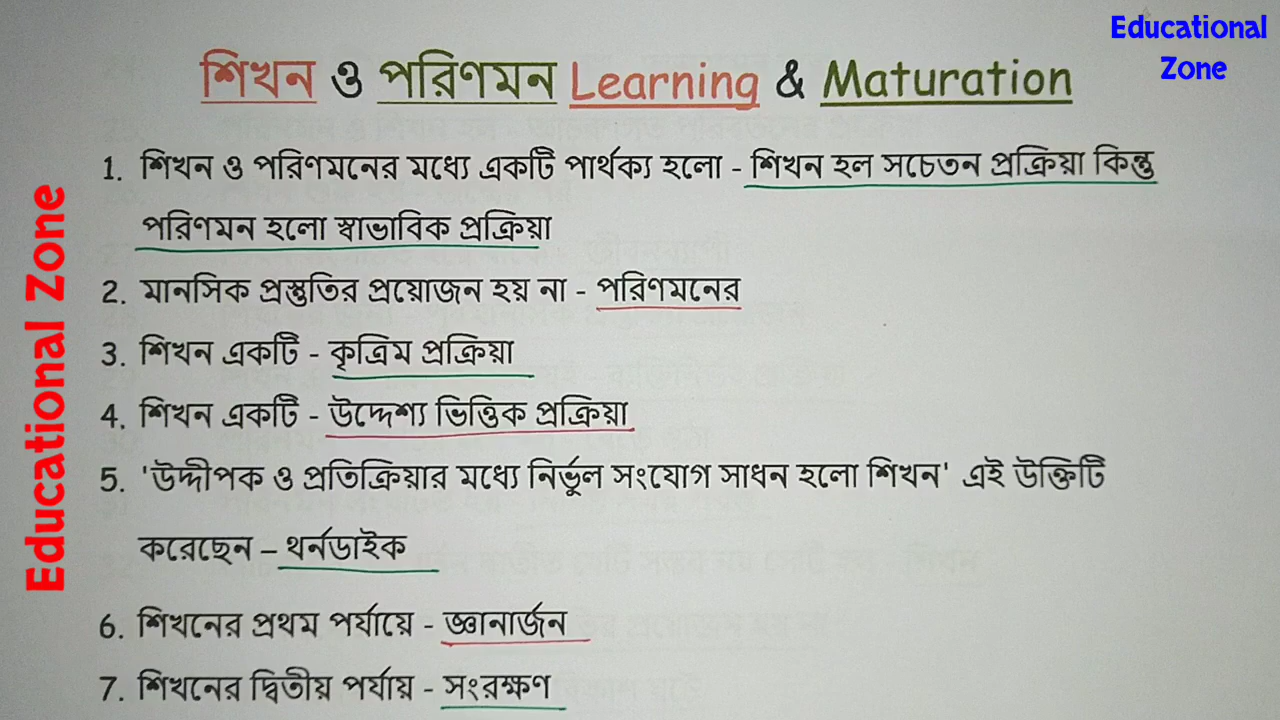 Educational
Zone
শিখন ও পরিণমন Learning & Maturation
1. শিখন ও পরিণমনের মধ্যে একটি পার্থক্য হলো - শিখন হল সচেতন প্রক্রিয়া কিন্তু
পরিণমন হলো স্বাভাবিক প্রক্রিয়া
2. মানসিক প্রস্তুতির প্রয়োজন হয় না - পরিণমনের
3. শিখন একটি - কৃত্রিম প্রক্রিয়া
4. শিখন একটি - উদ্দেশ্য ভিত্তিক প্রক্রিয়া
5. 'উদ্দীপক ও প্রতিক্রিয়ার মধ্যে নির্ভুল সংযোগ সাধন হলো শিখন' এই উক্তিটি
করেছেন – থর্নডাইক
6. শিখনের প্রথম পর্যায়ে - জ্ঞানার্জন
7. শিখনের দ্বিতীয় পর্যায় - সংরক্ষণ
Educational Zone